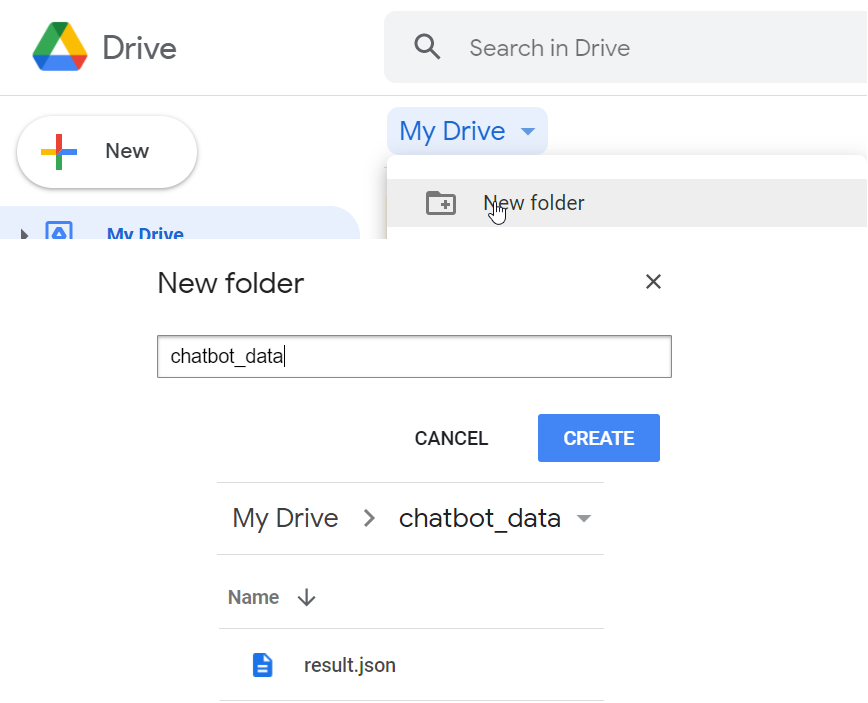 Drive
Search in Drive
New
My Drive
New folder
My Drive
New folder
chatbot_data
CANCEL
CREATE
My Drive > chatbot_data
Name
result.json